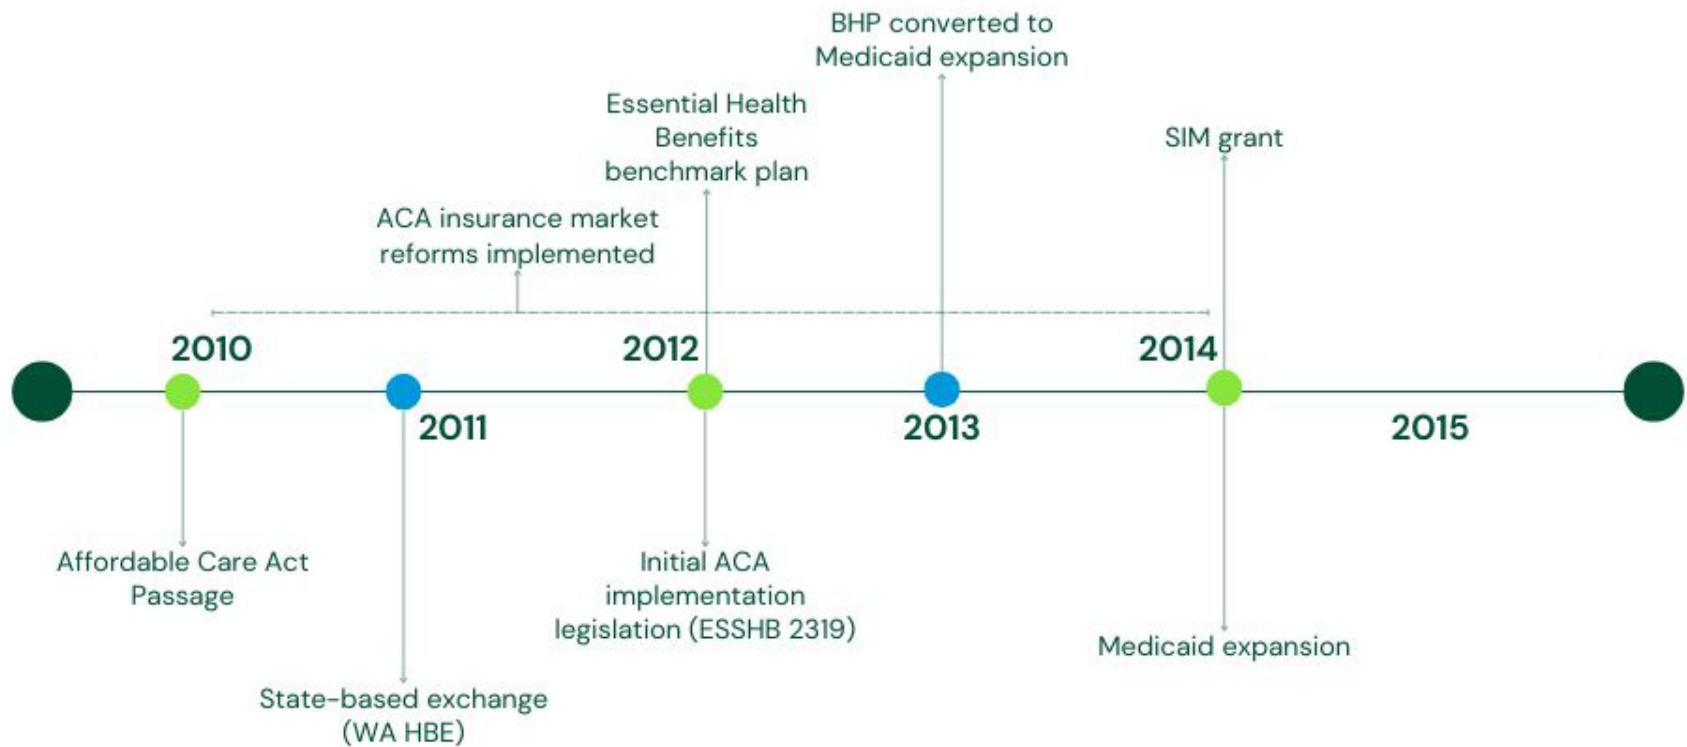 BHP converted to
Medicaid expansion
Essential Health
Benefits
benchmark plan
SIM grant
ACA insurance market
reforms implemented
2010
2012
2014
2011
2013
2015
Affordable Care Act
Passage
Initial ACA
implementation
legislation (ESSHB 2319)
Medicaid expansion
State-based exchange
(WA HBE)